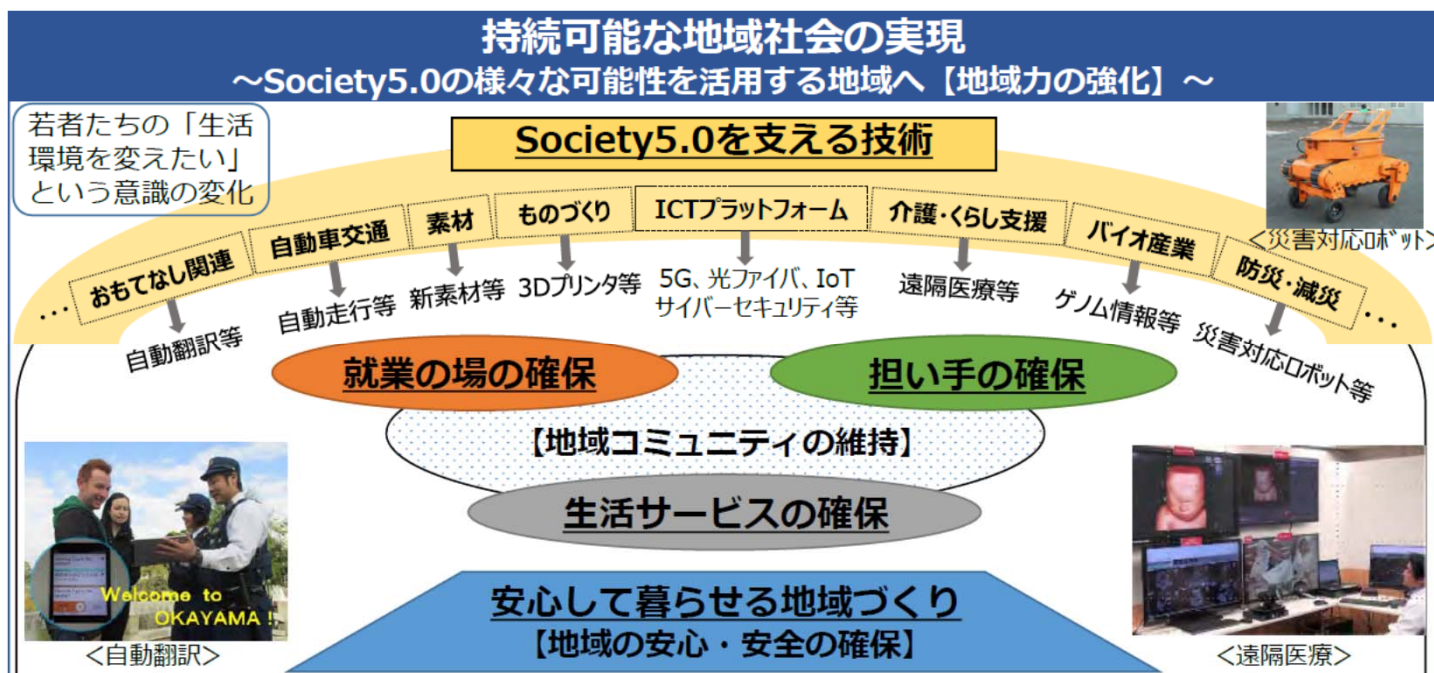 持続可能な地域社会の実現
～Society5.0の様々な可能性を活用する地域へ【地域力の強化】～
若者たちの「生活
環境を変えたい」
という意識の変化
Society5.0を支える技術
<災害対応ﾛﾎﾞｯﾄ>
…
おもてなし関連
自動車交通
素材
ものづくり
ICTプラットフォーム
介護・くらし支援
バイオ産業
防災・減災
…
自動翻訳等
自動走行等
新素材等
3Dプリンタ等
5G、光ファイバ、IoT
サイバーセキュリティ等
遠隔医療等
ゲノム情報等
災害対応ロボット等
就業の場の確保
担い手の確保
【地域コミュニティの維持】
生活サービスの確保
安心して暮らせる地域づくり
【地域の安心・安全の確保】
Welcome to
OKAYAMA !
<自動翻訳>
<遠隔医療>